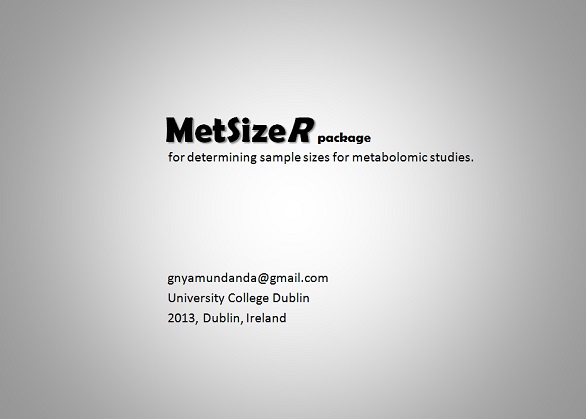 MetSizeR package
for determining sample sizes for metabolomic studies.
gnyamundanda@gmail.com
University College Dublin
2013, Dublin, Ireland